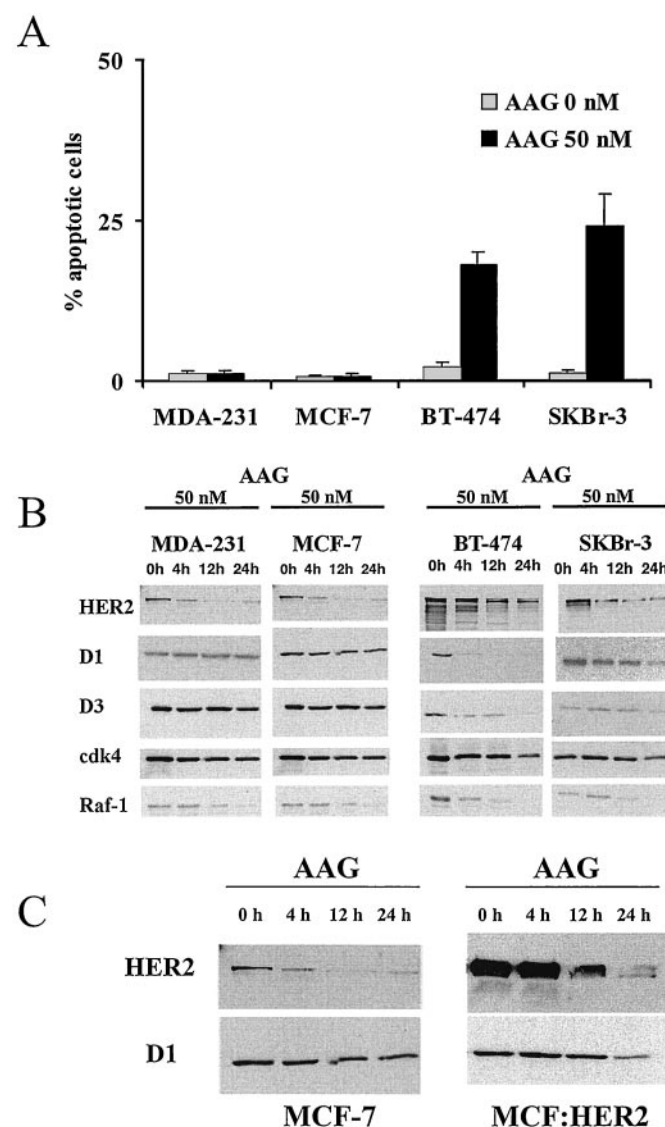 A
50
25
0
% apoptotic cells
AAG 0 nM
AAG 50 nM
MDA-231 MCF-7 BT-474 SKBr-3
B
AAG AAG
50 nM 50 nM 50 nM 50 nM
MDA-231 MCF-7 BT-474 SKBr-3
0h 4h 12h 24h 0h 4h 12h 24h 0h 4h 12h 24h 0h 4h 12h 24h
HER2
D1
D3
cdk4
Raf-1
C
AAG AAG
0 h 4 h 12 h 24 h 0 h 4 h 12 h 24 h
HER2
D1
MCF-7 MCF:HER2